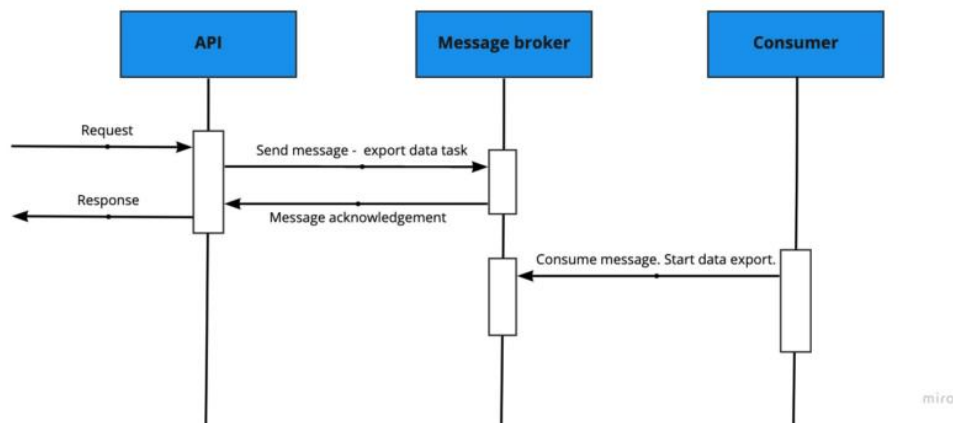 API
Message broker
Consumer
Request
Send message - export data task
Response
Message acknowledgement
Consume message. Start data export.
miro